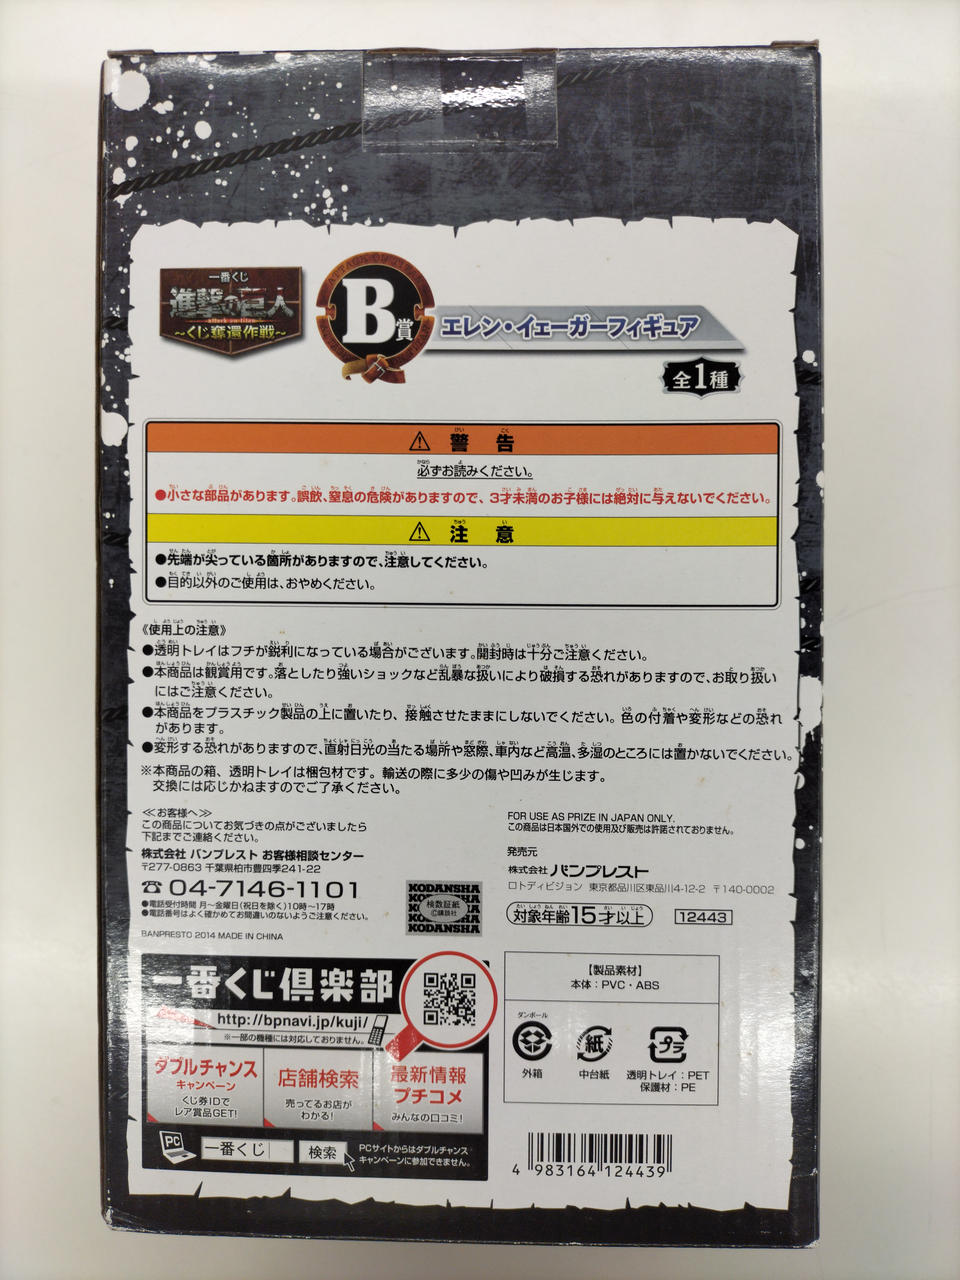 一番くじ
進撃の巨人
attack on titan
～くじ奪還作戦～
B賞
エレン・イェーガーフィギュア
全1種
⚠ 警告
必ずお読みください。
●小さな部品があります。誤飲、窒息の危険がありますので、3才未満のお子様には絶対に与えないでください。
⚠ 注意
●先端が尖っている箇所がありますので、注意してください。
●目的以外のご使用は、おやめください。
《使用上の注意》
●透明トレイはフチが鋭利になっている場合がございます。開封時は十分ご注意ください。
●本商品は観賞用です。落としたり強いショックなど乱暴な扱いにより破損する恐れがありますので、お取り扱い
にはご注意ください。
●本商品をプラスチック製品の上に置いたり、接触させたままにしないでください。色の付着や変形などの恐れ
があります。
●変形する恐れがありますので、直射日光の当たる場所や窓際、車内など高温、多湿のところには置かないでください。
※本商品の箱、透明トレイは梱包材です。輸送の際に多少の傷や凹みが生じます。
交換には応じかねますのでご了承ください。
≪お客様へ≫
この商品についてお気づきの点がございましたら
下記までご連絡ください。
株式会社 バンプレスト お客様相談センター
〒277-0863 千葉県柏市豊四季241-22
☎ 04-7146-1101
●電話受付時間 月～金曜日(祝日を除く)10時～17時
●電話番号はよく確かめてお間違いのないようご注意ください。
BANPRESTO 2014 MADE IN CHINA
KODANSHA
検数証紙
©講談社
KODANSHA
FOR USE AS PRIZE IN JAPAN ONLY.
この商品は日本国外での使用及び販売は許諾されておりません。
発売元
株式会社 バンプレスト
ロトディビジョン 東京都品川区東品川4-12-2 〒140-0002
対象年齢15才以上
12443
一番くじ倶楽部
http://bpnavi.jp/kuji/
※一部の機種には対応しておりません。
ダブルチャンス
キャンペーン
くじ券IDで
レア賞品GET!
店舗検索
売ってるお店が
わかる!
最新情報
プチコメ
みんなの口コミ!
PC
一番くじ
検索
PCサイトからはダブルチャンス
キャンペーンに参加できません。
【製品素材】
本体：PVC・ABS
ダンボール
外箱
紙
中台紙
プラ
透明トレイ：PET
保護材：PE
4 983164 124439